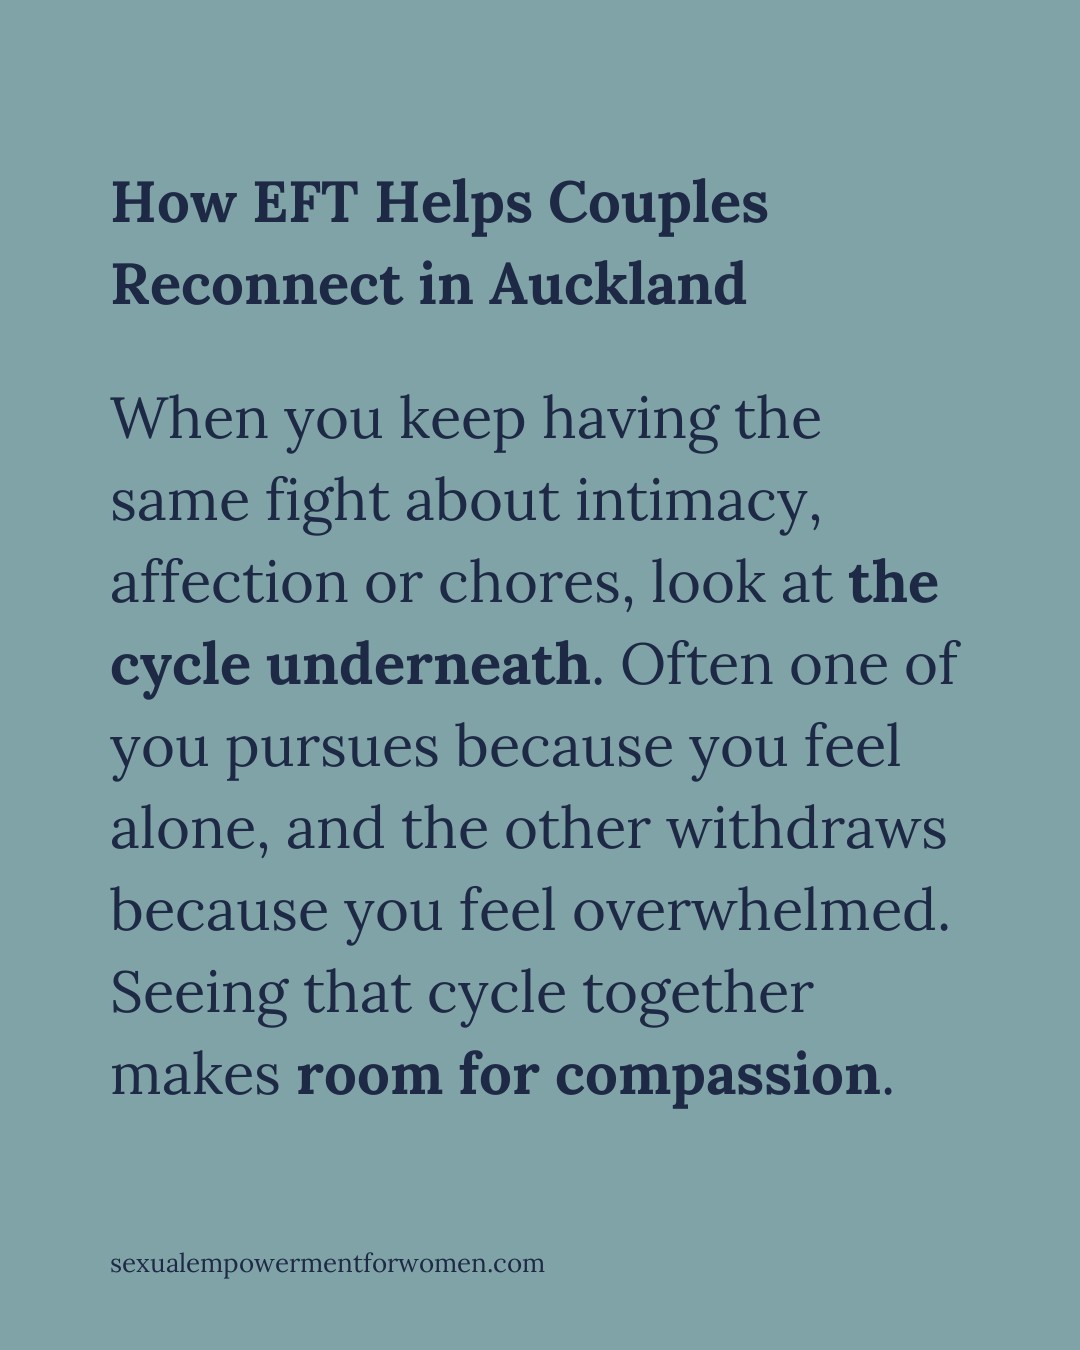 How EFT Helps Couples
Reconnect in Auckland
When you keep having the
same fight about intimacy,
affection or chores, look at the
cycle underneath. Often one of
you pursues because you feel
alone, and the other withdraws
because you feel overwhelmed.
Seeing that cycle together
makes room for compassion.
sexualempowermentforwomen.com